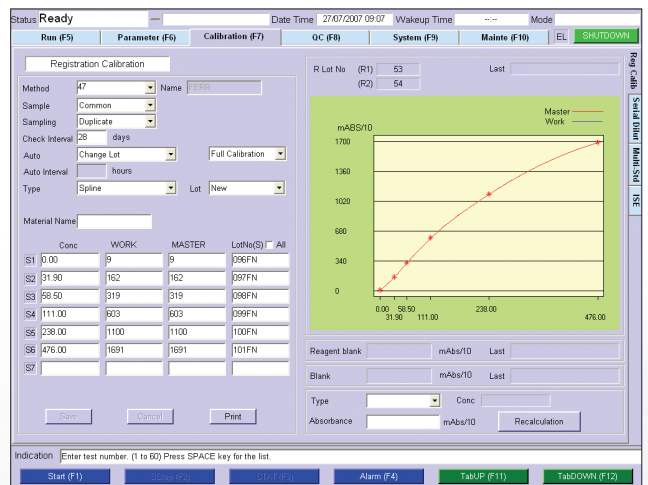 Status Ready — Date Time 27/07/2007 09:07 Wakeup Time --:-- Mode
Run (F5) Parameter (F6) Calibration (F7) QC (F8) System (F9) Mainte (F10) EL SHUTDOWN
Registration Calibration
Method 47 Name FERR
Sample Common
Sampling Duplicate
Check Interval 28 days
Auto Change Lot Full Calibration
Auto Interval hours
Type Spline Lot New
Material Name
Conc WORK MASTER LotNo(S) All
S1 0.00 9 9 096FN
S2 31.90 162 162 097FN
S3 58.50 319 319 098FN
S4 111.00 603 603 099FN
S5 238.00 1100 1100 100FN
S6 476.00 1691 1691 101FN
S7
Save Cancel Print
R Lot No (R1) 53 Last
(R2) 54
Master
Work
mABS/10
1700
1360
1020
680
340
0
0.00 58.50 238.00 476.00
31.90 111.00
Reagent blank mAbs/10 Last
Blank mAbs/10 Last
Type Conc
Absorbance mAbs/10 Recalculation
Reg Calib
Serial Dilut
Multi-Std
ISE
Indication Enter test number. (1 to 60) Press SPACE key for the list.
Start (F1) SStop (F2) STAT (F3) Alarm (F4) TabUP (F11) TabDOWN (F12)